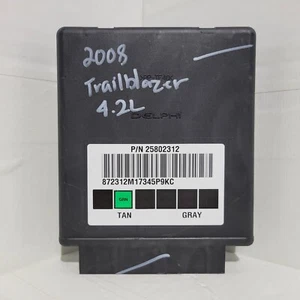 2008
Trailblazer
4.2L
DELPHI
P/N 25802312
872312M17345P9KC
TAN GRAY